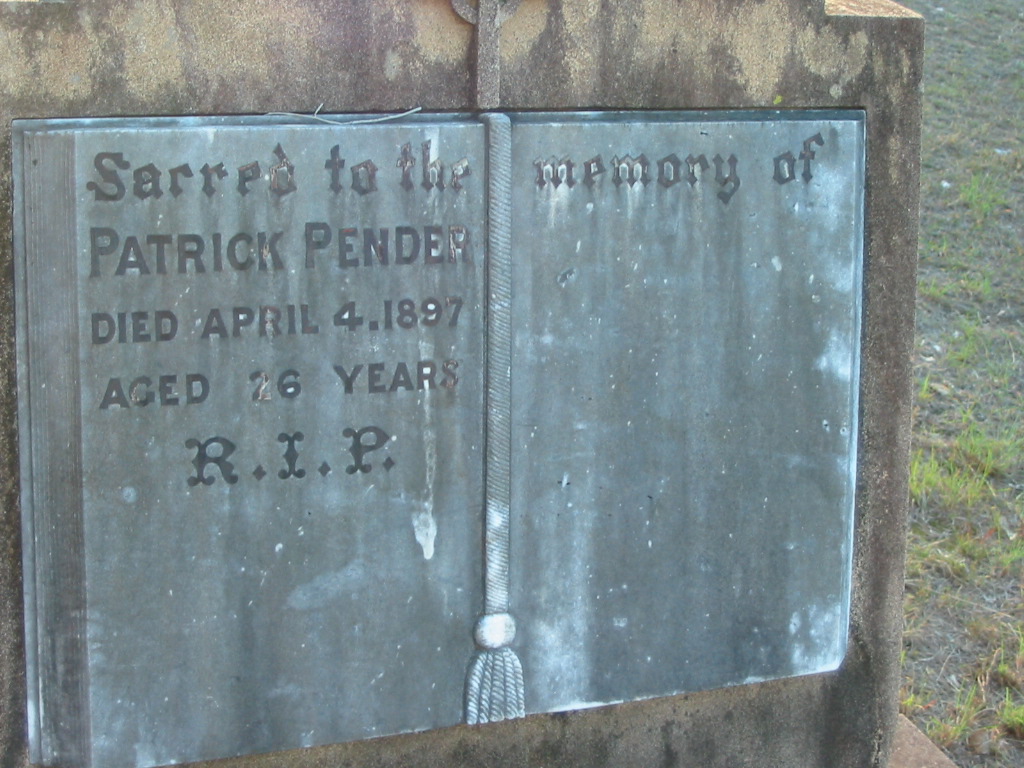 Sacred to the memory of
PATRICK PENDER
DIED APRIL 4.1897
AGED 26 YEARS
R.I.P.